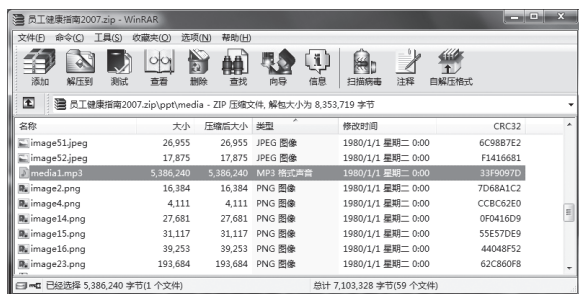 员工健康指南2007.zip - WinRAR
文件(F) 命令(C) 工具(S) 收藏夹(O) 选项(N) 帮助(H)
添加 解压到 测试 查看 删除 查找 向导 信息 扫描病毒 注释 自解压格式
员工健康指南2007.zip\ppt\media - ZIP 压缩文件, 解包大小为 8,353,719 字节
名称 大小 压缩后大小 类型 修改时间 CRC32
image51.jpeg 26,955 26,955 JPEG 图像 1980/1/1 星期二 0:00 6C98B7E2
image52.jpeg 17,875 17,875 JPEG 图像 1980/1/1 星期二 0:00 F1416681
media1.mp3 5,386,240 5,386,240 MP3 格式声音 1980/1/1 星期二 0:00 33F9097D
image2.png 16,384 16,384 PNG 图像 1980/1/1 星期二 0:00 7D68A1C2
image4.png 4,111 4,111 PNG 图像 1980/1/1 星期二 0:00 CCBC62E0
image14.png 27,681 27,681 PNG 图像 1980/1/1 星期二 0:00 0F0416D9
image15.png 31,117 31,117 PNG 图像 1980/1/1 星期二 0:00 55E57DE9
image16.png 39,253 39,253 PNG 图像 1980/1/1 星期二 0:00 44048F52
image23.png 193,684 193,684 PNG 图像 1980/1/1 星期二 0:00 62C860F8
已经选择 5,386,240 字节(1 个文件) 总计 7,103,328 字节(59 个文件)